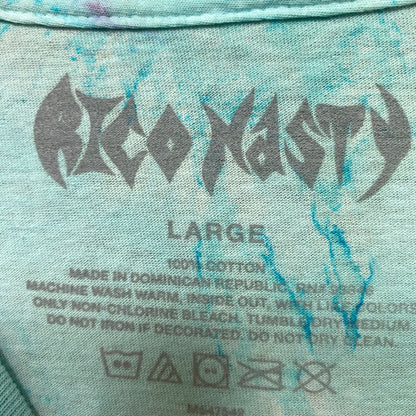 RICO NASTY
LARGE
100% COTTON
MADE IN DOMINICAN REPUBLIC, RN#
MACHINE WASH WARM, INSIDE OUT, WITH LIKE COLORS
ONLY NON-CHLORINE BLEACH. TUMBLE DRY MEDIUM.
DO NOT IRON IF DECORATED. DO NOT DRY CLEAN.